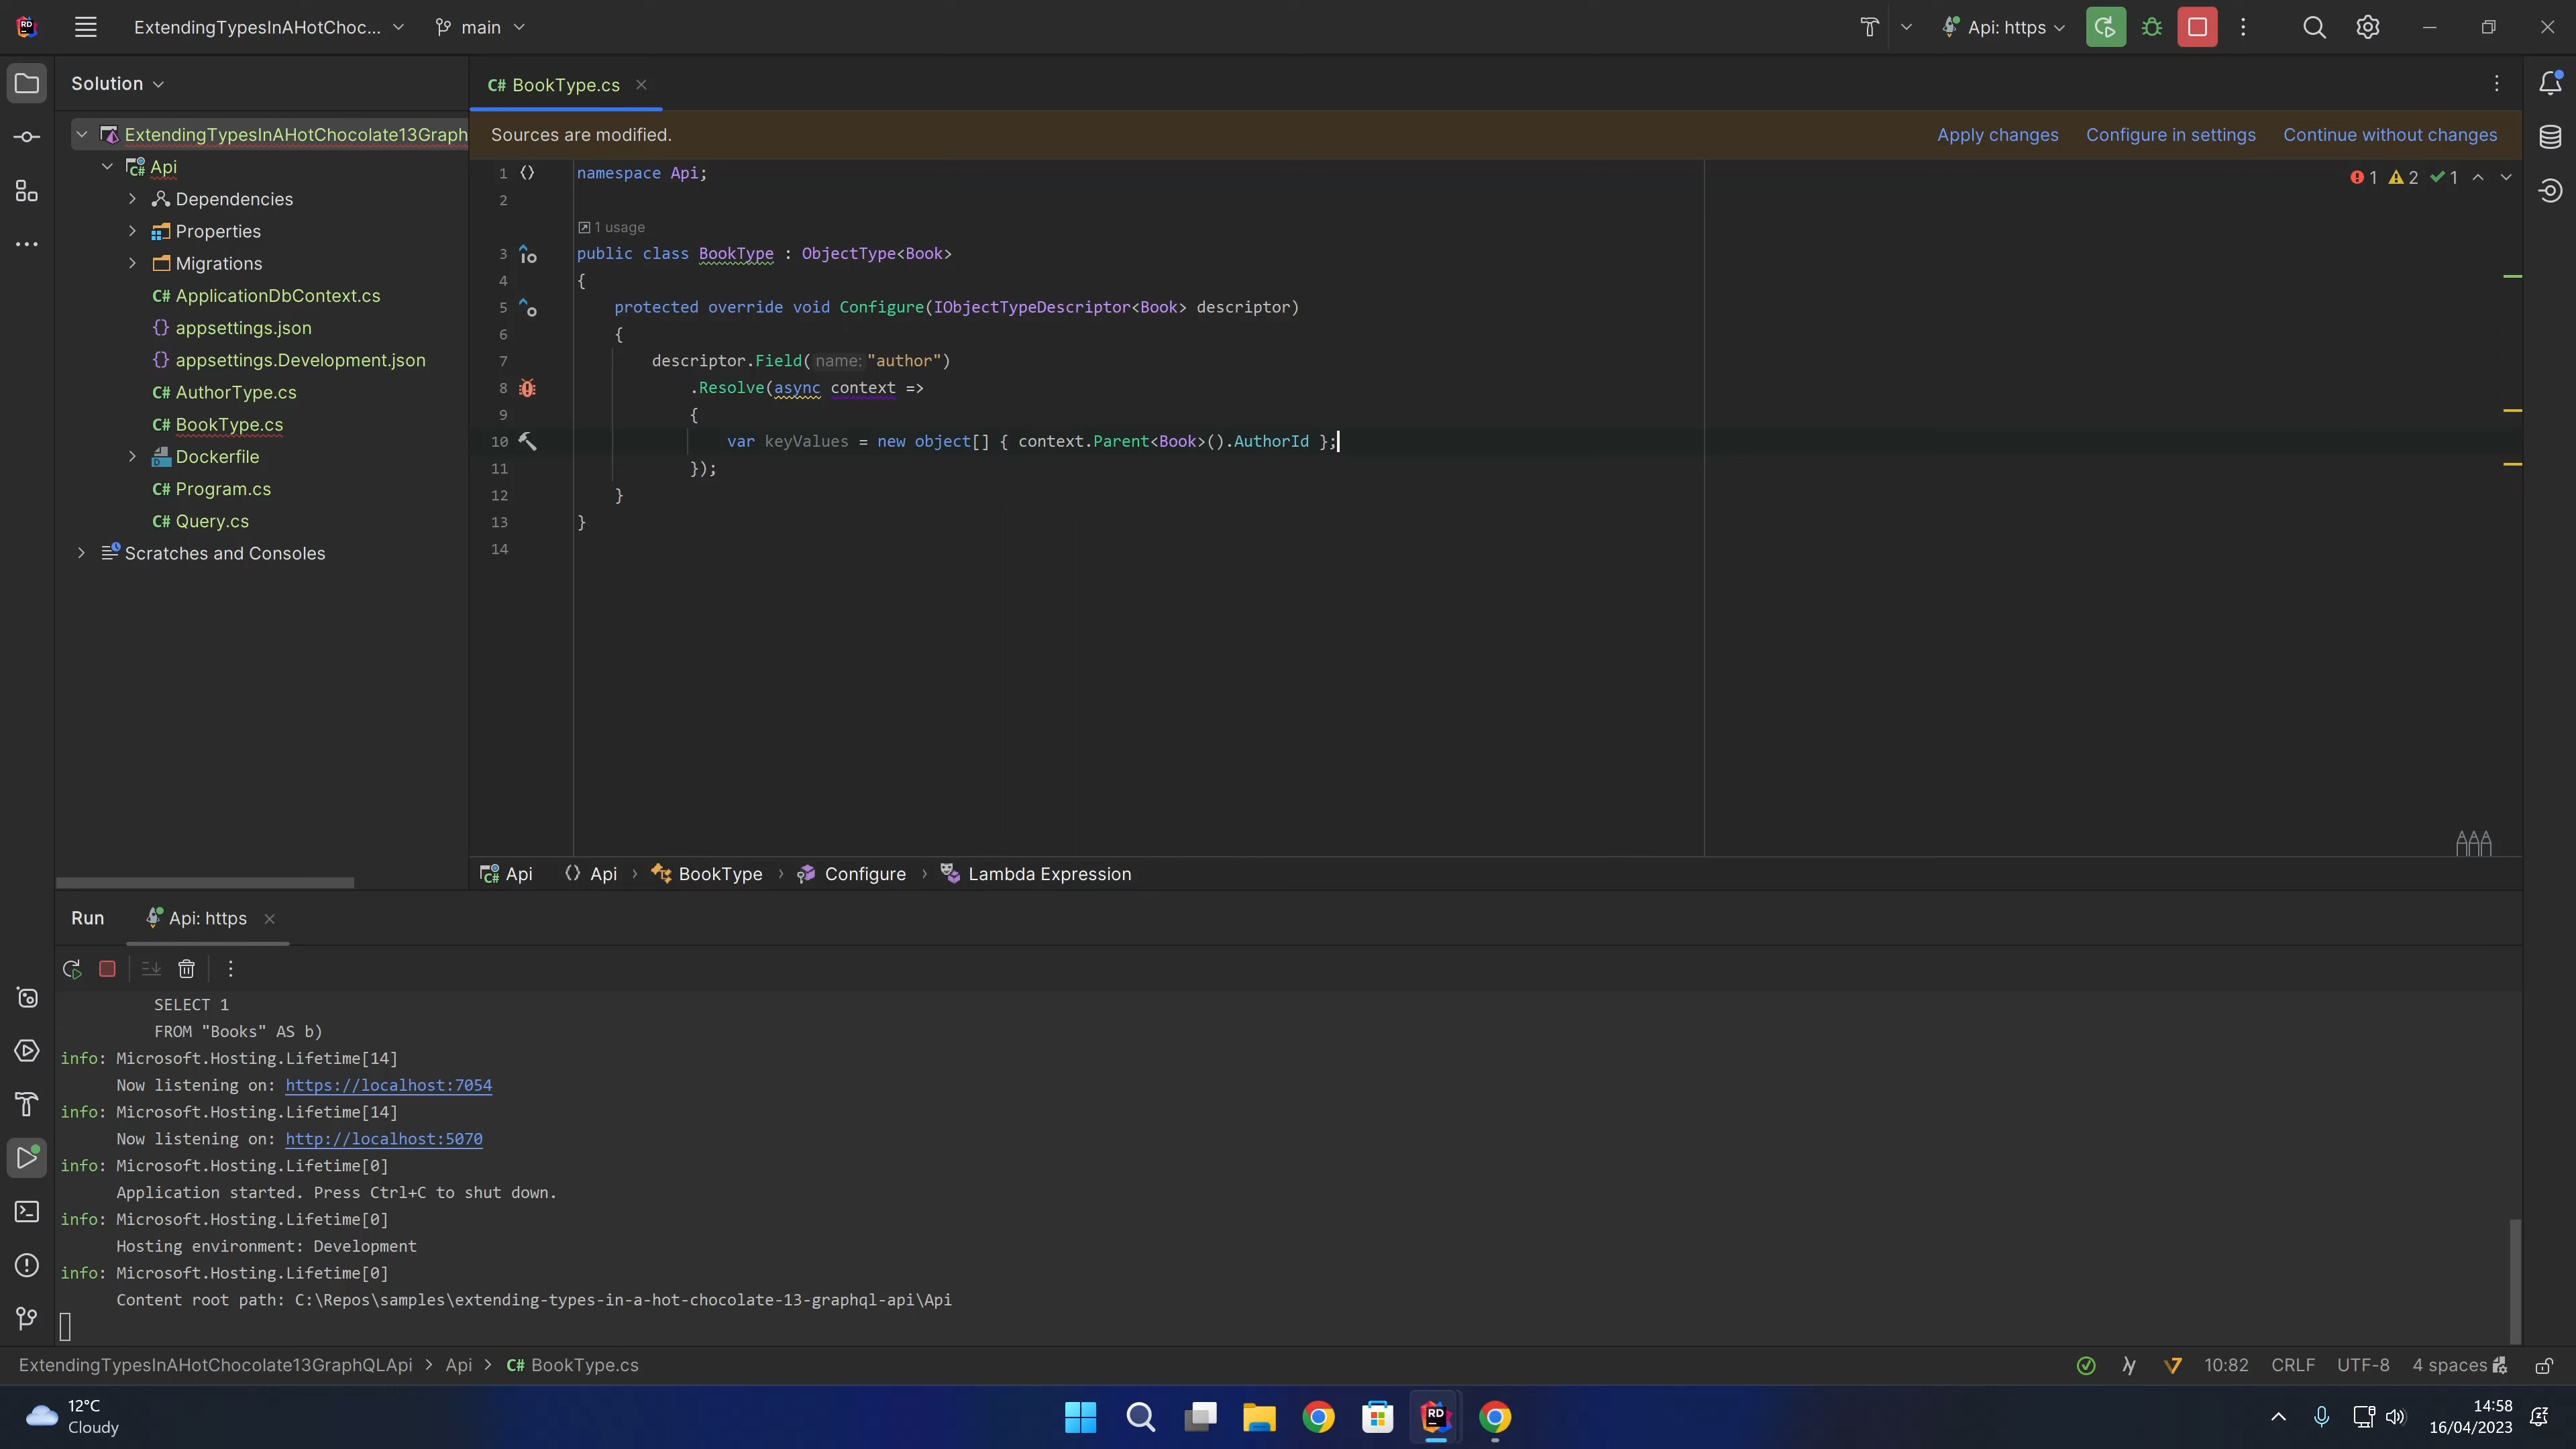 RD
ExtendingTypesInAHotChoc...
main
Api: https
Solution
C# BookType.cs
Sources are modified.
Apply changes
Configure in settings
Continue without changes
ExtendingTypesInAHotChocolate13Graph
Api
Dependencies
Properties
Migrations
C# ApplicationDbContext.cs
{} appsettings.json
{} appsettings.Development.json
C# AuthorType.cs
C# BookType.cs
Dockerfile
C# Program.cs
C# Query.cs
Scratches and Consoles
1 namespace Api;
1 2 1
2
1 usage
3 public class BookType : ObjectType<Book>
4 {
5 protected override void Configure(IObjectTypeDescriptor<Book> descriptor)
6 {
7 descriptor.Field( name: "author")
8 .Resolve(async context =>
9 {
10 var keyValues = new object[] { context.Parent<Book>().AuthorId };
11 });
12 }
13 }
14
Api Api › BookType › Configure › Lambda Expression
Run
Api: https
SELECT 1
FROM "Books" AS b)
info: Microsoft.Hosting.Lifetime[14]
Now listening on: https://localhost:7054
info: Microsoft.Hosting.Lifetime[14]
Now listening on: http://localhost:5070
info: Microsoft.Hosting.Lifetime[0]
Application started. Press Ctrl+C to shut down.
info: Microsoft.Hosting.Lifetime[0]
Hosting environment: Development
info: Microsoft.Hosting.Lifetime[0]
Content root path: C:\Repos\samples\extending-types-in-a-hot-chocolate-13-graphql-api\Api
ExtendingTypesInAHotChocolate13GraphQLApi > Api > C# BookType.cs
10:82 CRLF UTF-8 4 spaces
12°C
Cloudy
RD
14:58
16/04/2023